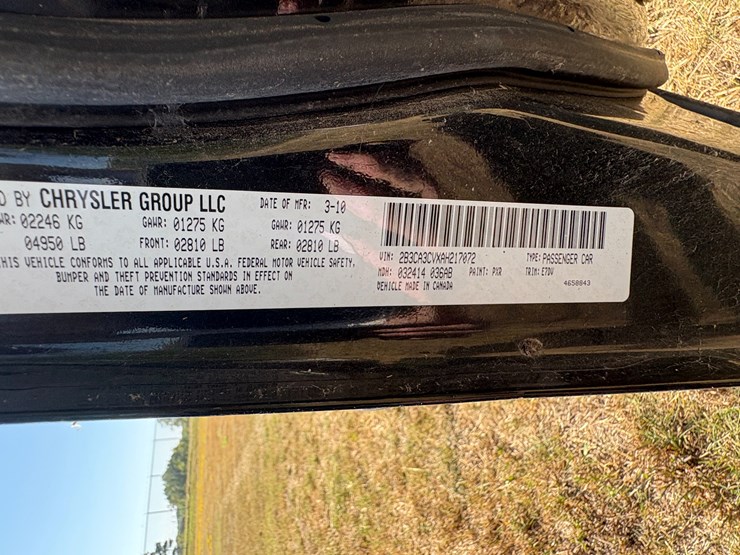 D BY CHRYSLER GROUP LLC DATE OF MFR: 3-10
WR: 02246 KG GAWR: 01275 KG GAWR: 01275 KG
04950 LB FRONT: 02810 LB REAR: 02810 LB
HIS VEHICLE CONFORMS TO ALL APPLICABLE U.S.A. FEDERAL MOTOR VEHICLE SAFETY,
BUMPER AND THEFT PREVENTION STANDARDS IN EFFECT ON
THE DATE OF MANUFACTURE SHOWN ABOVE.
VIN: 2B3CA3CVXAH217072 TYPE: PASSENGER CAR
MDH: 032414 036AB PAINT: PXR TRIM: E7DV
VEHICLE MADE IN CANADA 4658843